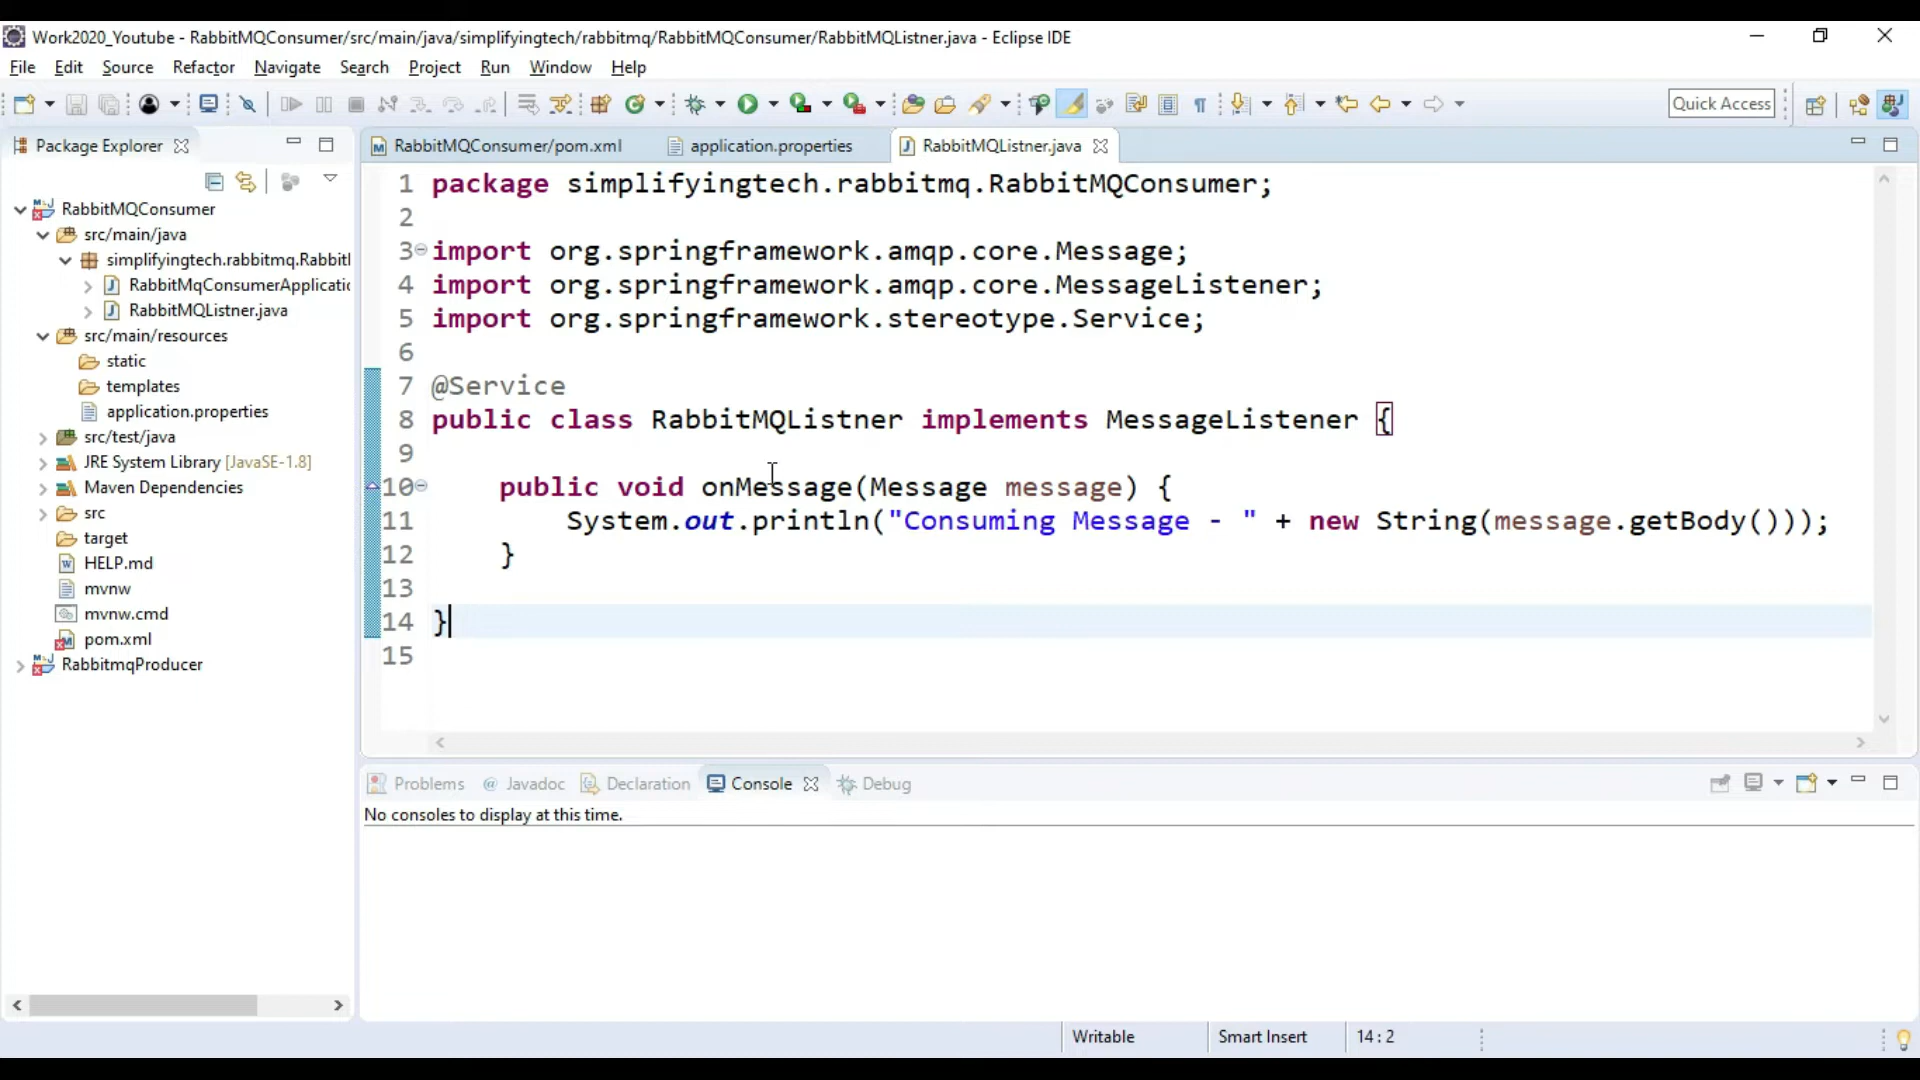 Work2020_Youtube - RabbitMQConsumer/src/main/java/simplifyingtech/rabbitmq/RabbitMQConsumer/RabbitMQListner.java - Eclipse IDE
File Edit Source Refactor Navigate Search Project Run Window Help
Quick Access
Package Explorer
RabbitMQConsumer
src/main/java
simplifyingtech.rabbitmq.Rabbitl
RabbitMqConsumerApplicatic
RabbitMQListner.java
src/main/resources
static
templates
application.properties
src/test/java
JRE System Library [JavaSE-1.8]
Maven Dependencies
src
target
HELP.md
mvnw
mvnw.cmd
pom.xml
RabbitmqProducer
RabbitMQConsumer/pom.xml application.properties RabbitMQListner.java
1 package simplifyingtech.rabbitmq.RabbitMQConsumer;
2
3 import org.springframework.amqp.core.Message;
4 import org.springframework.amqp.core.MessageListener;
5 import org.springframework.stereotype.Service;
6
7 @Service
8 public class RabbitMQListner implements MessageListener {
9
10 public void onMessage(Message message) {
11 System.out.println("Consuming Message - " + new String(message.getBody()));
12 }
13
14 }
15
Problems @ Javadoc Declaration Console Debug
No consoles to display at this time.
Writable Smart Insert 14 : 2